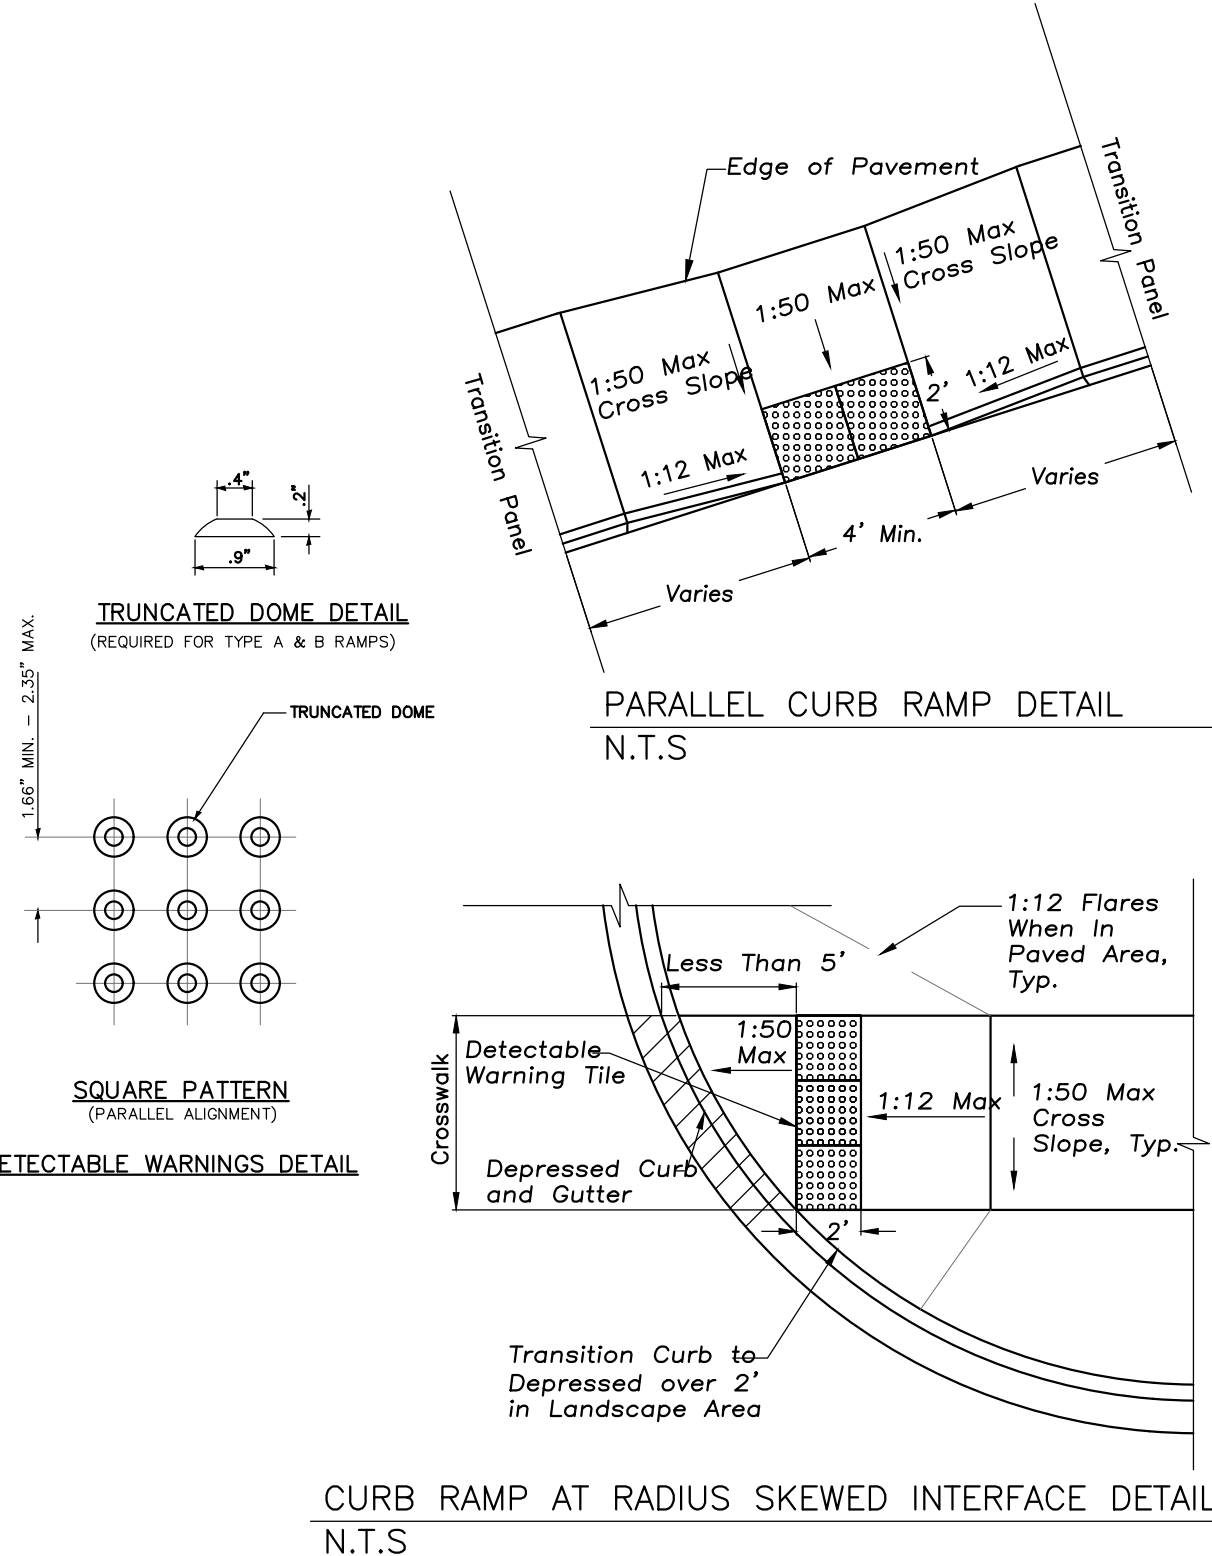 Edge of Pavement
Transition Panel
1:50 Max
Cross Slope
1:50 Max
1:50 Max
Cross Slope
2'
1:12 Max
Transition Panel
1:12 Max
Varies
4' Min.
Varies
PARALLEL CURB RAMP DETAIL
N.T.S
.4"
.2"
.9"
TRUNCATED DOME DETAIL
(REQUIRED FOR TYPE A & B RAMPS)
1.66" MIN. - 2.35" MAX.
TRUNCATED DOME
SQUARE PATTERN
(PARALLEL ALIGNMENT)
ETECTABLE WARNINGS DETAIL
1:12 Flares
When In
Paved Area,
Typ.
Less Than 5'
1:50
Max
Detectable
Warning Tile
Crosswalk
1:12 Max
1:50 Max
Cross
Slope, Typ.
Depressed Curb
and Gutter
2'
Transition Curb to
Depressed over 2'
in Landscape Area
CURB RAMP AT RADIUS SKEWED INTERFACE DETAIL
N.T.S